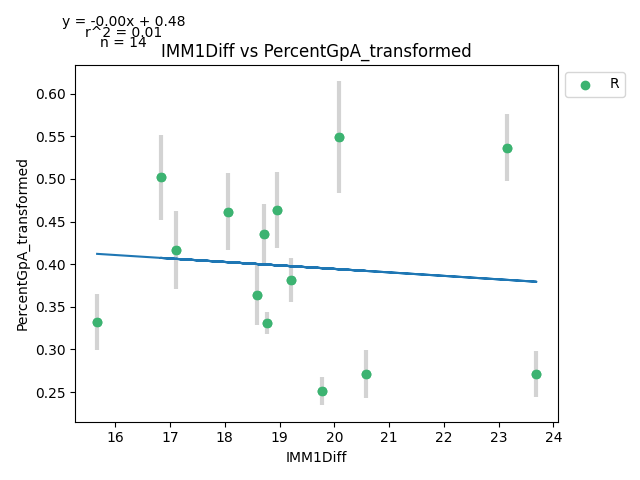 y = -0.00x + 0.48
r^2 = 0.01
n = 14
IMM1Diff vs PercentGpA_transformed
R
PercentGpA_transformed
0.60
0.55
0.50
0.45
0.40
0.35
0.30
0.25
16 17 18 19 20 21 22 23 24
IMM1Diff